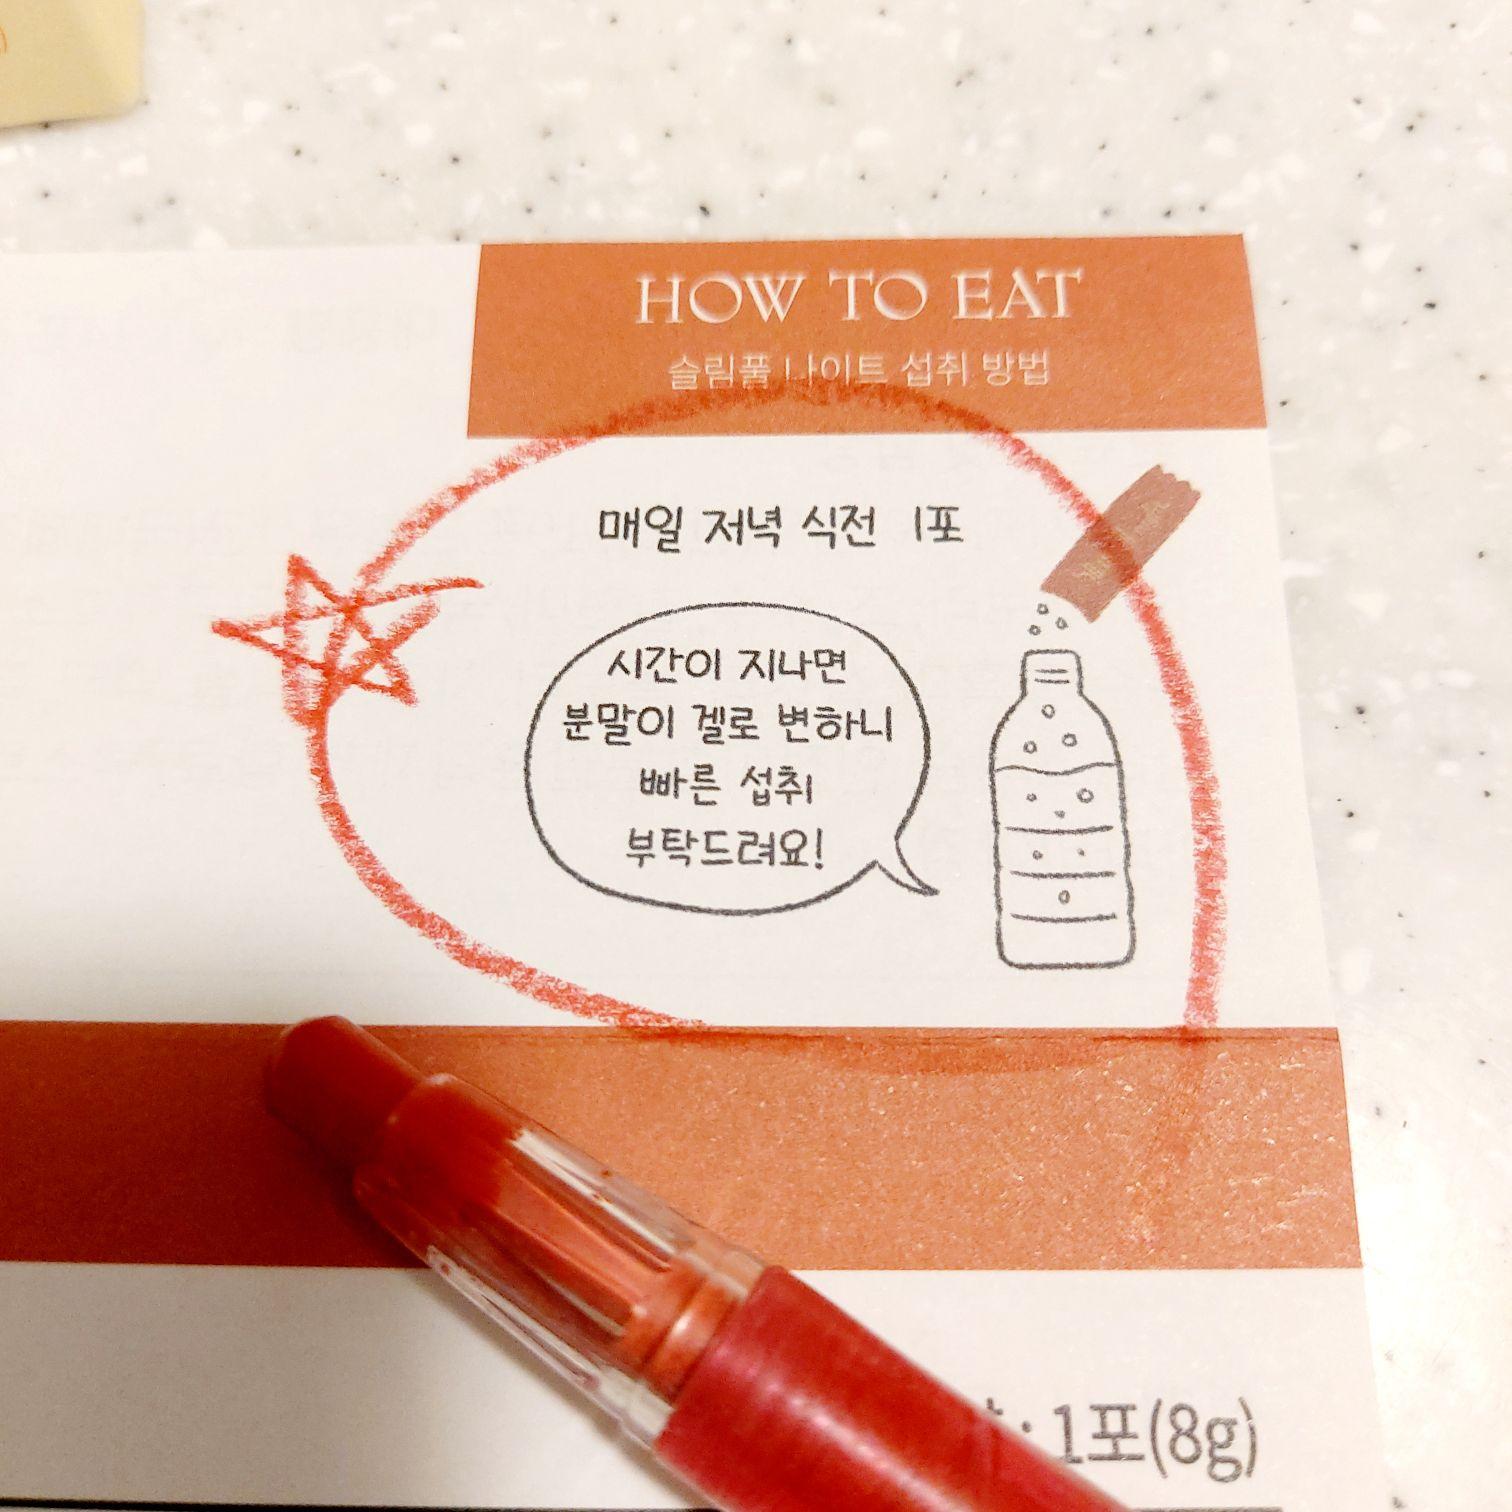 HOW TO EAT
슬림풀 나이트 섭취 방법
매일 저녁 식전 1포
시간이 지나면
분말이 겔로 변하니
빠른 섭취
부탁드려요!
: 1포(8g)